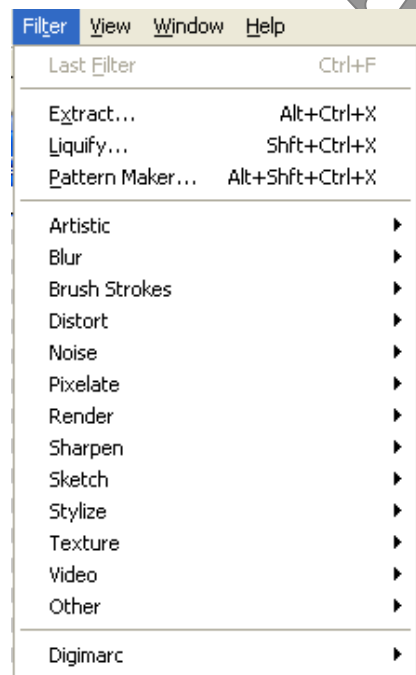 Filter View Window Help
Last Filter Ctrl+F
Extract... Alt+Ctrl+X
Liquify... Shft+Ctrl+X
Pattern Maker... Alt+Shft+Ctrl+X
Artistic
Blur
Brush Strokes
Distort
Noise
Pixelate
Render
Sharpen
Sketch
Stylize
Texture
Video
Other
Digimarc